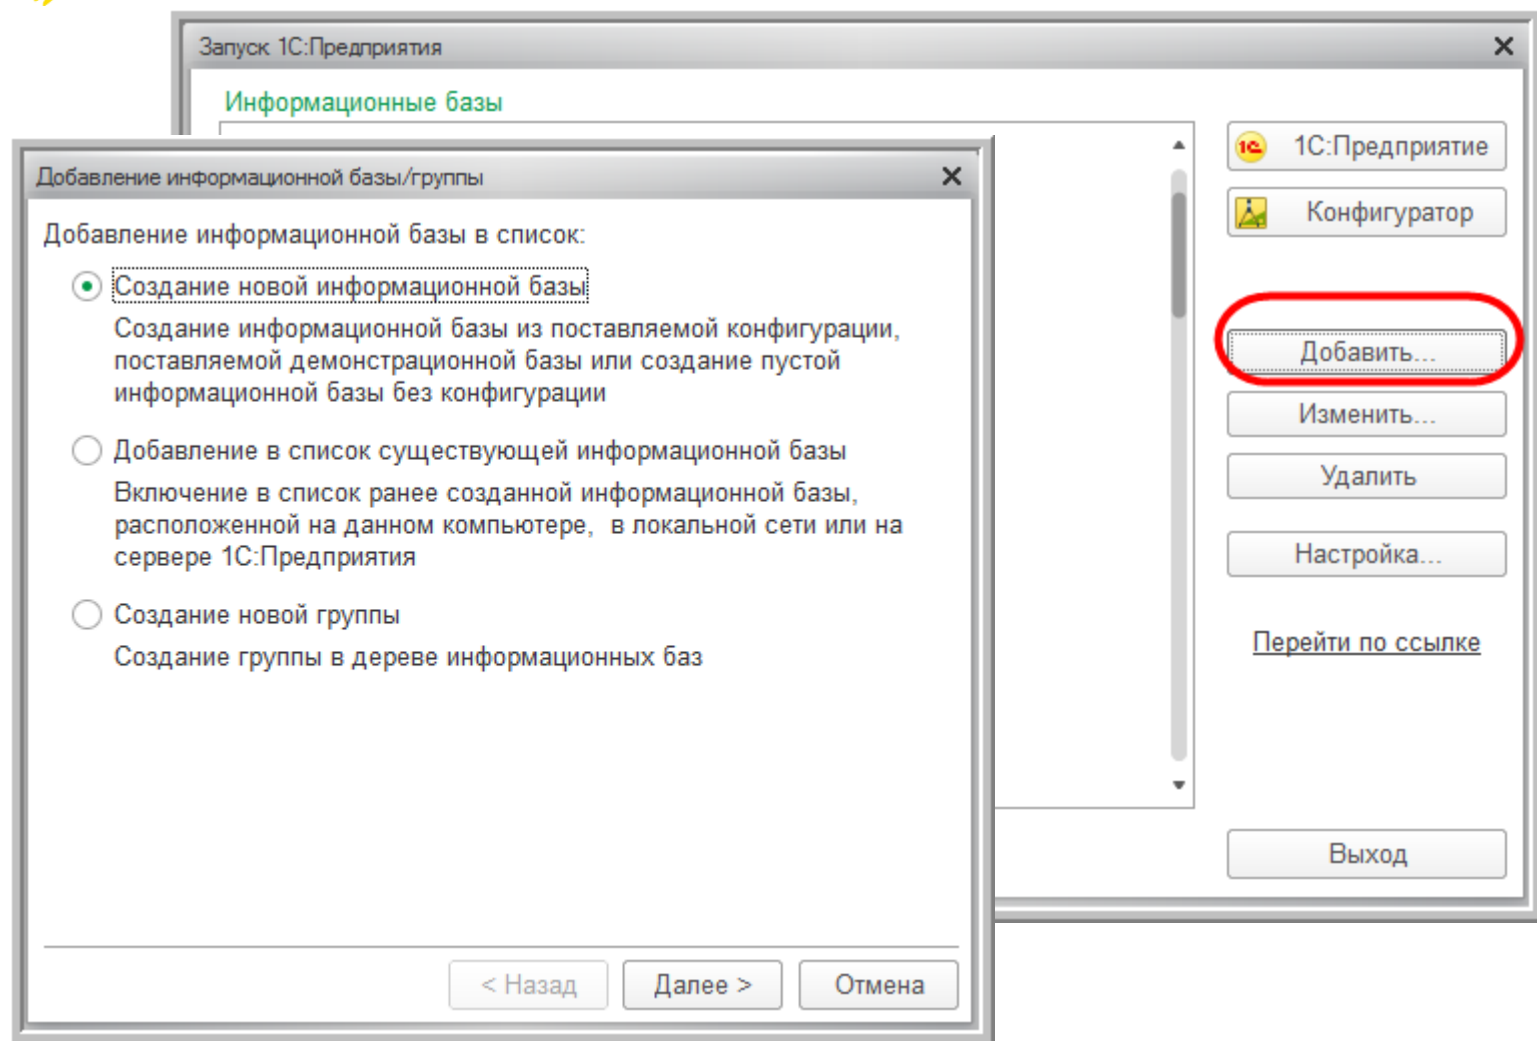 Запуск 1С:Предприятия
Информационные базы
1С:Предприятие
Конфигуратор
Добавить...
Изменить...
Удалить
Настройка...
Перейти по ссылке
Выход
Добавление информационной базы/группы
Добавление информационной базы в список:
Создание новой информационной базы
Создание информационной базы из поставляемой конфигурации,
поставляемой демонстрационной базы или создание пустой
информационной базы без конфигурации
Добавление в список существующей информационной базы
Включение в список ранее созданной информационной базы,
расположенной на данном компьютере,  в локальной сети или на
сервере 1С:Предприятия
Создание новой группы
Создание группы в дереве информационных баз
< Назад
Далее >
Отмена